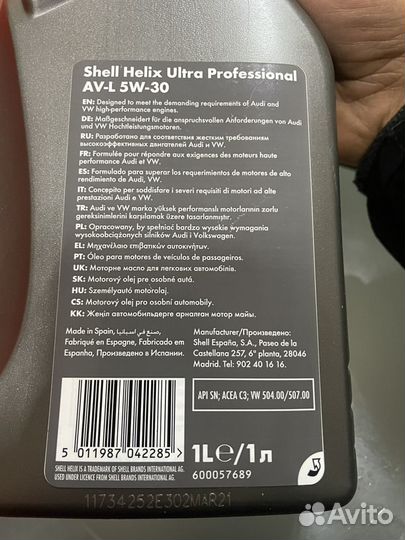 Shell Helix Ultra Professional
AV-L 5W-30
EN: Designed to meet the demanding requirements of Audi and
VW high-performance engines.
DE: Maßgeschneidert für die anspruchsvollen Anforderungen von Audi
und VW Hochleistungsmotoren.
RU: Разработано для соответствия жестким требованиям
высокоэффективных двигателей Audi и VW.
FR: Formulée pour répondre aux exigences des moteurs haute
performance Audi et VW.
ES: Formulado para superar los requerimientos de motores de alto
rendimiento de Audi, VW.
IT: Concepito per soddisfare i severi requisiti di motori ad alte
prestazioni Audi e VW.
TR: Audi ve VW marka yüksek performanslı motorlarının zorlu
gereksinimlerini karşılamak üzere tasarlanmıştır.
PL: Opracowany, by spełniać bardzo wysokie wymagania
wysokoobciążonych silników Audi i Volkswagen.
EL: Μηχανέλαιο επιβατικών αυτοκινήτων.
PT: Óleo para motores de veículos de passageiros.
UK: Моторне масло для легкових автомобілів.
SK: Motorový olej pre osobné autá.
HU: Személyautó motorolaj.
CS: Motorový olej pro osobní automobily.
KK: Жеңіл автомобильдерге арналған мотор майы.
Made in Spain, صنع في اسبانيا,
Fabriqué en Espagne, Fabricado em
Espanha, Произведено в Испании.
Manufacturer/Произведено:
Shell España, S.A., Paseo de la
Castellana 257, 6° planta, 28046
Madrid. Tel: 902 40 16 16.
API SN; ACEA C3; VW 504.00/507.00
5 011987 042285 >
1L℮/1л
600057689
SHELL HELIX IS A TRADEMARK OF SHELL BRANDS INTERNATIONAL AG.
USED UNDER LICENCE FROM SHELL BRANDS INTERNATIONAL AG.
11734252E302MAR21
Avito